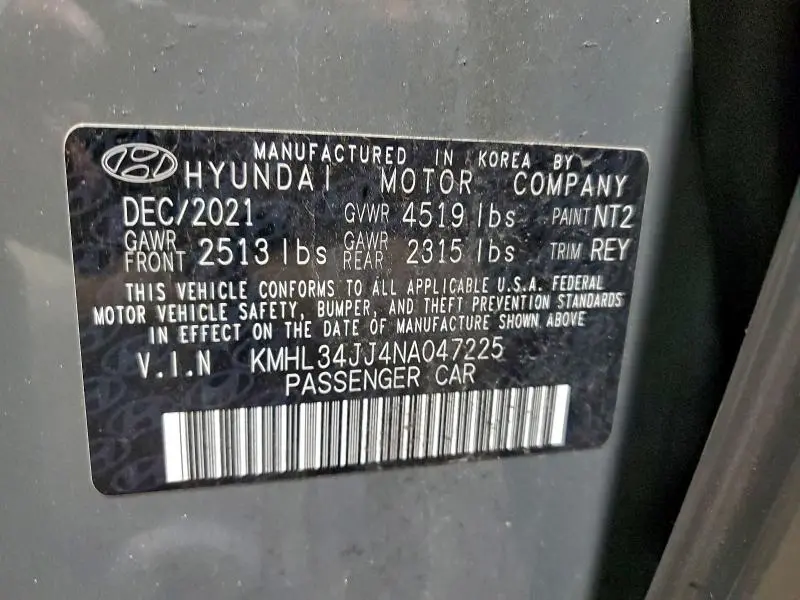 MANUFACTURED IN KOREA BY
HYUNDAI MOTOR COMPANY
DEC/2021 GVWR 4519 lbs PAINT NT2
GAWR FRONT 2513 lbs GAWR REAR 2315 lbs TRIM REY
THIS VEHICLE CONFORMS TO ALL APPLICABLE U.S.A. FEDERAL
MOTOR VEHICLE SAFETY, BUMPER, AND THEFT PREVENTION STANDARDS
IN EFFECT ON THE DATE OF MANUFACTURE SHOWN ABOVE
V.I.N KMHL34JJ4NA047225
PASSENGER CAR